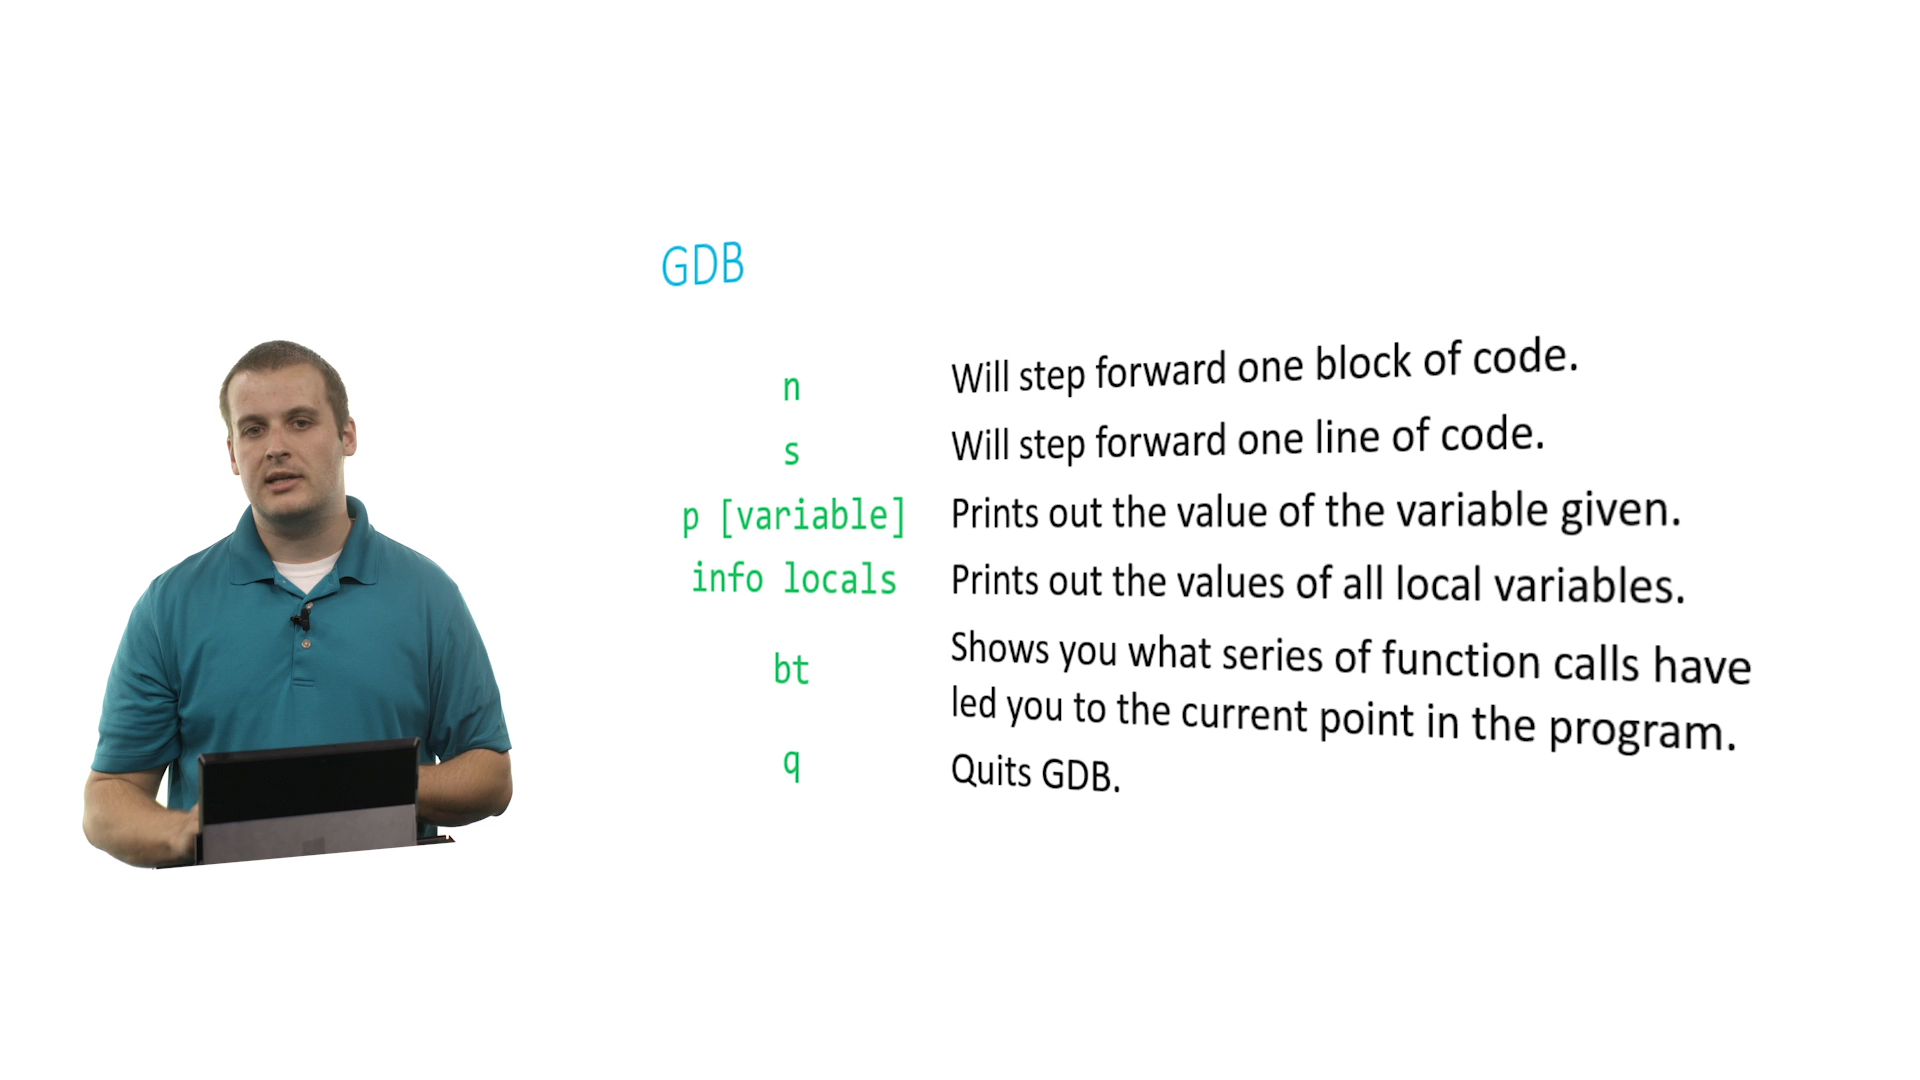 GDB
n Will step forward one block of code.
s Will step forward one line of code.
p [variable] Prints out the value of the variable given.
info locals Prints out the values of all local variables.
bt Shows you what series of function calls have
led you to the current point in the program.
q Quits GDB.